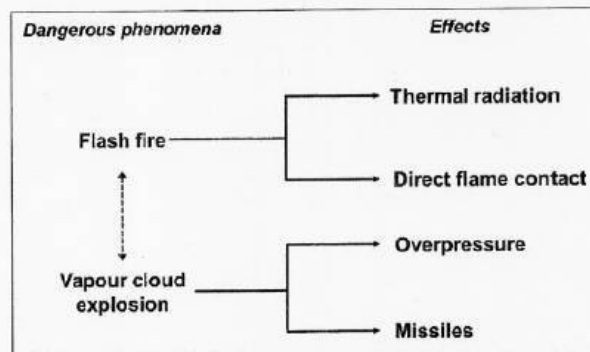 Dangerous phenomena
Effects
Thermal radiation
Flash fire
Direct flame contact
Overpressure
Vapour cloud
explosion
Missiles